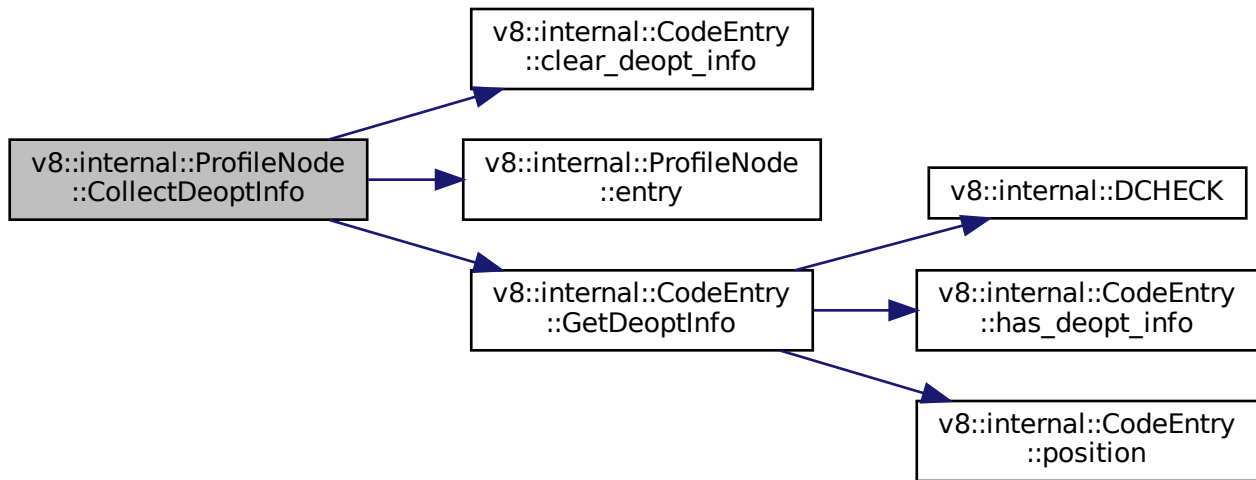 v8::internal::ProfileNode
::CollectDeoptInfo
v8::internal::CodeEntry
::clear_deopt_info
v8::internal::ProfileNode
::entry
v8::internal::CodeEntry
::GetDeoptInfo
v8::internal::DCHECK
v8::internal::CodeEntry
::has_deopt_info
v8::internal::CodeEntry
::position